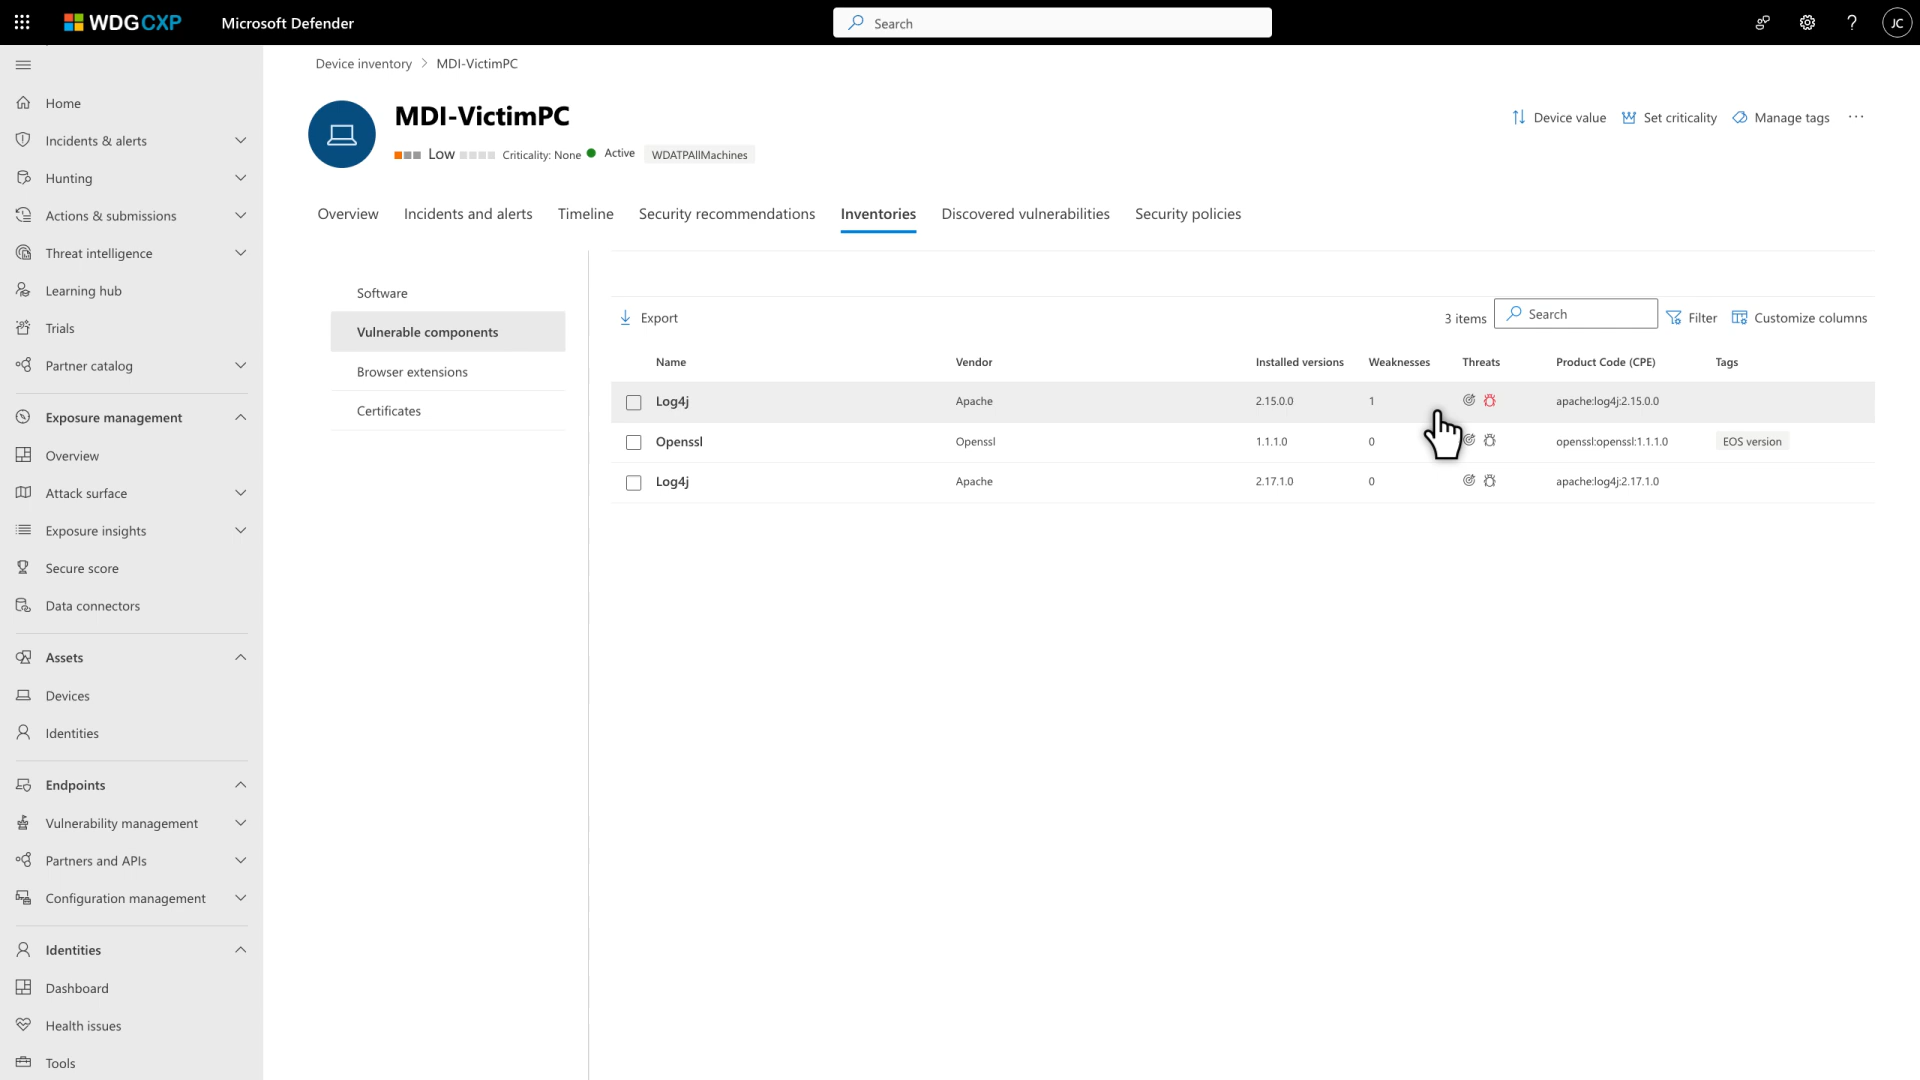 WDGCXP Microsoft Defender Search JC
Device inventory > MDI-VictimPC
Home
Incidents & alerts
Hunting
Actions & submissions
Threat intelligence
Learning hub
Trials
Partner catalog
Exposure management
Overview
Attack surface
Exposure insights
Secure score
Data connectors
Assets
Devices
Identities
Endpoints
Vulnerability management
Partners and APIs
Configuration management
Identities
Dashboard
Health issues
Tools
MDI-VictimPC
Low Criticality: None Active WDATPAllMachines
Device value Set criticality Manage tags ...
Overview Incidents and alerts Timeline Security recommendations Inventories Discovered vulnerabilities Security policies
Software
Vulnerable components
Browser extensions
Certificates
Export 3 items Search Filter Customize columns
Name Vendor Installed versions Weaknesses Threats Product Code (CPE) Tags
Log4j Apache 2.15.0.0 1 apache:log4j:2.15.0.0
Openssl Openssl 1.1.1.0 0 openssl:openssl:1.1.1.0 EOS version
Log4j Apache 2.17.1.0 0 apache:log4j:2.17.1.0